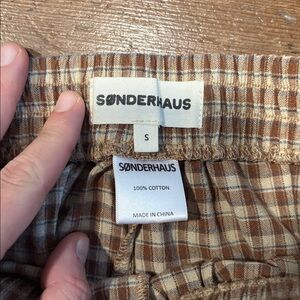 SØNDERHAUS
S
SØNDERHAUS
100% COTTON
MADE IN CHINA